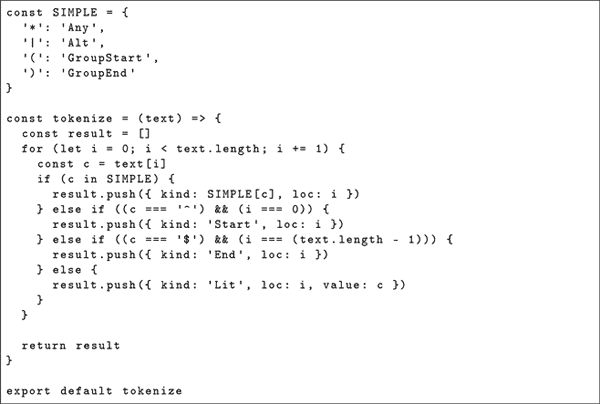 const SIMPLE = {
  '*': 'Any',
  '|': 'Alt',
  '(': 'GroupStart',
  ')': 'GroupEnd'
}

const tokenize = (text) => {
  const result = []
  for (let i = 0; i < text.length; i += 1) {
    const c = text[i]
    if (c in SIMPLE) {
      result.push({ kind: SIMPLE[c], loc: i })
    } else if ((c === '^') && (i === 0)) {
      result.push({ kind: 'Start', loc: i })
    } else if ((c === '$') && (i === (text.length - 1))) {
      result.push({ kind: 'End', loc: i })
    } else {
      result.push({ kind: 'Lit', loc: i, value: c })
    }
  }

  return result
}

export default tokenize